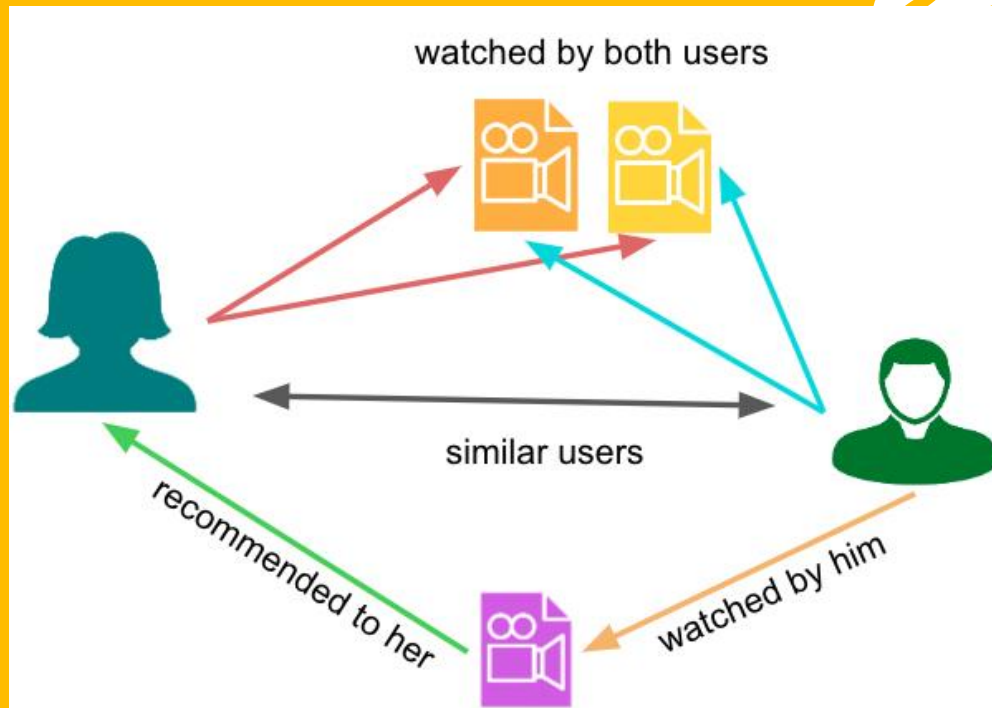 watched by both users
similar users
recommended to her
watched by him